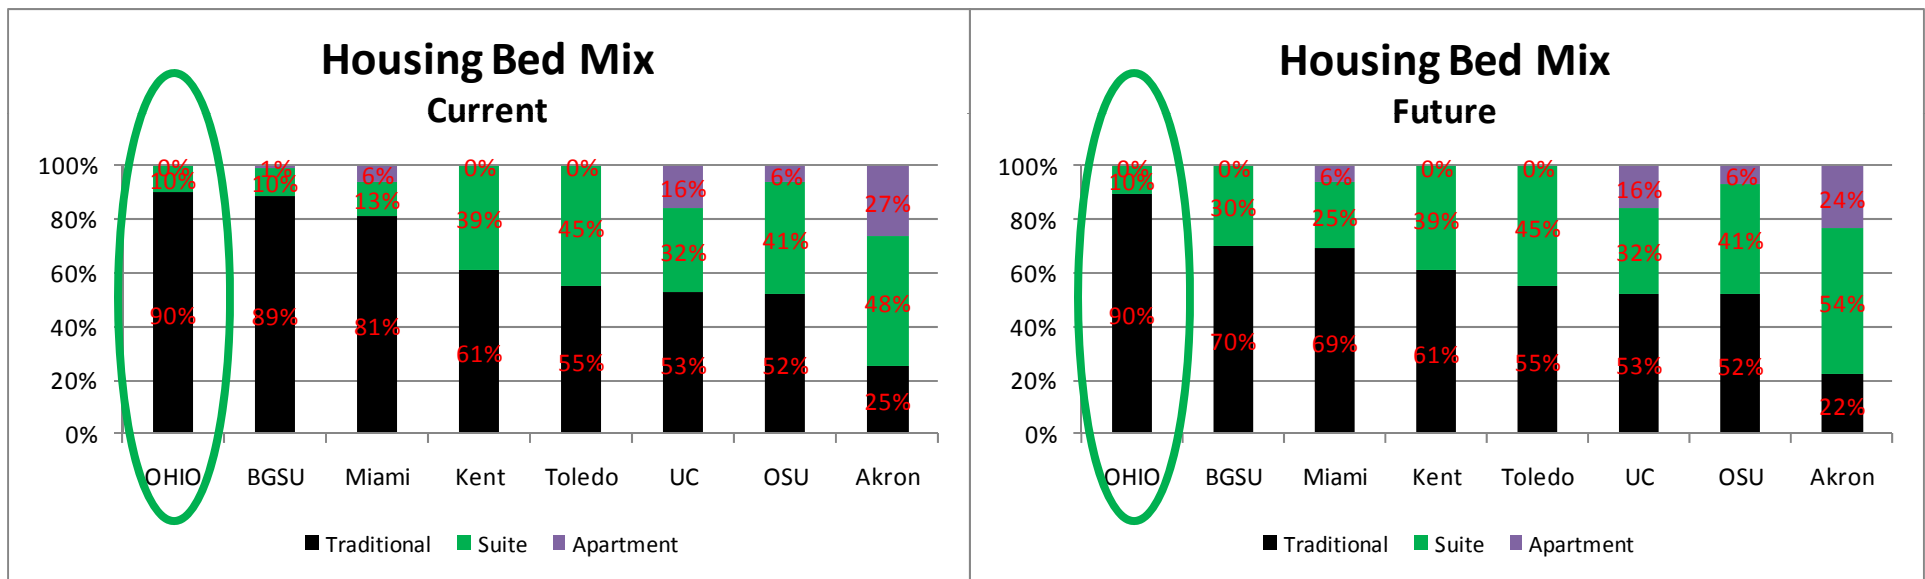 Housing Bed Mix
Current
100%
80%
60%
40%
20%
0%
0% 1% 6% 0% 0% 16% 6% 27%
10% 10% 13% 39% 45% 32% 41% 48%
90% 89% 81% 61% 55% 53% 52% 25%
OHIO BGSU Miami Kent Toledo UC OSU Akron
Traditional Suite Apartment
Housing Bed Mix
Future
100%
80%
60%
40%
20%
0%
0% 0% 6% 0% 0% 16% 6% 24%
10% 30% 25% 39% 45% 32% 41% 54%
90% 70% 69% 61% 55% 53% 52% 22%
OHIO BGSU Miami Kent Toledo UC OSU Akron
Traditional Suite Apartment